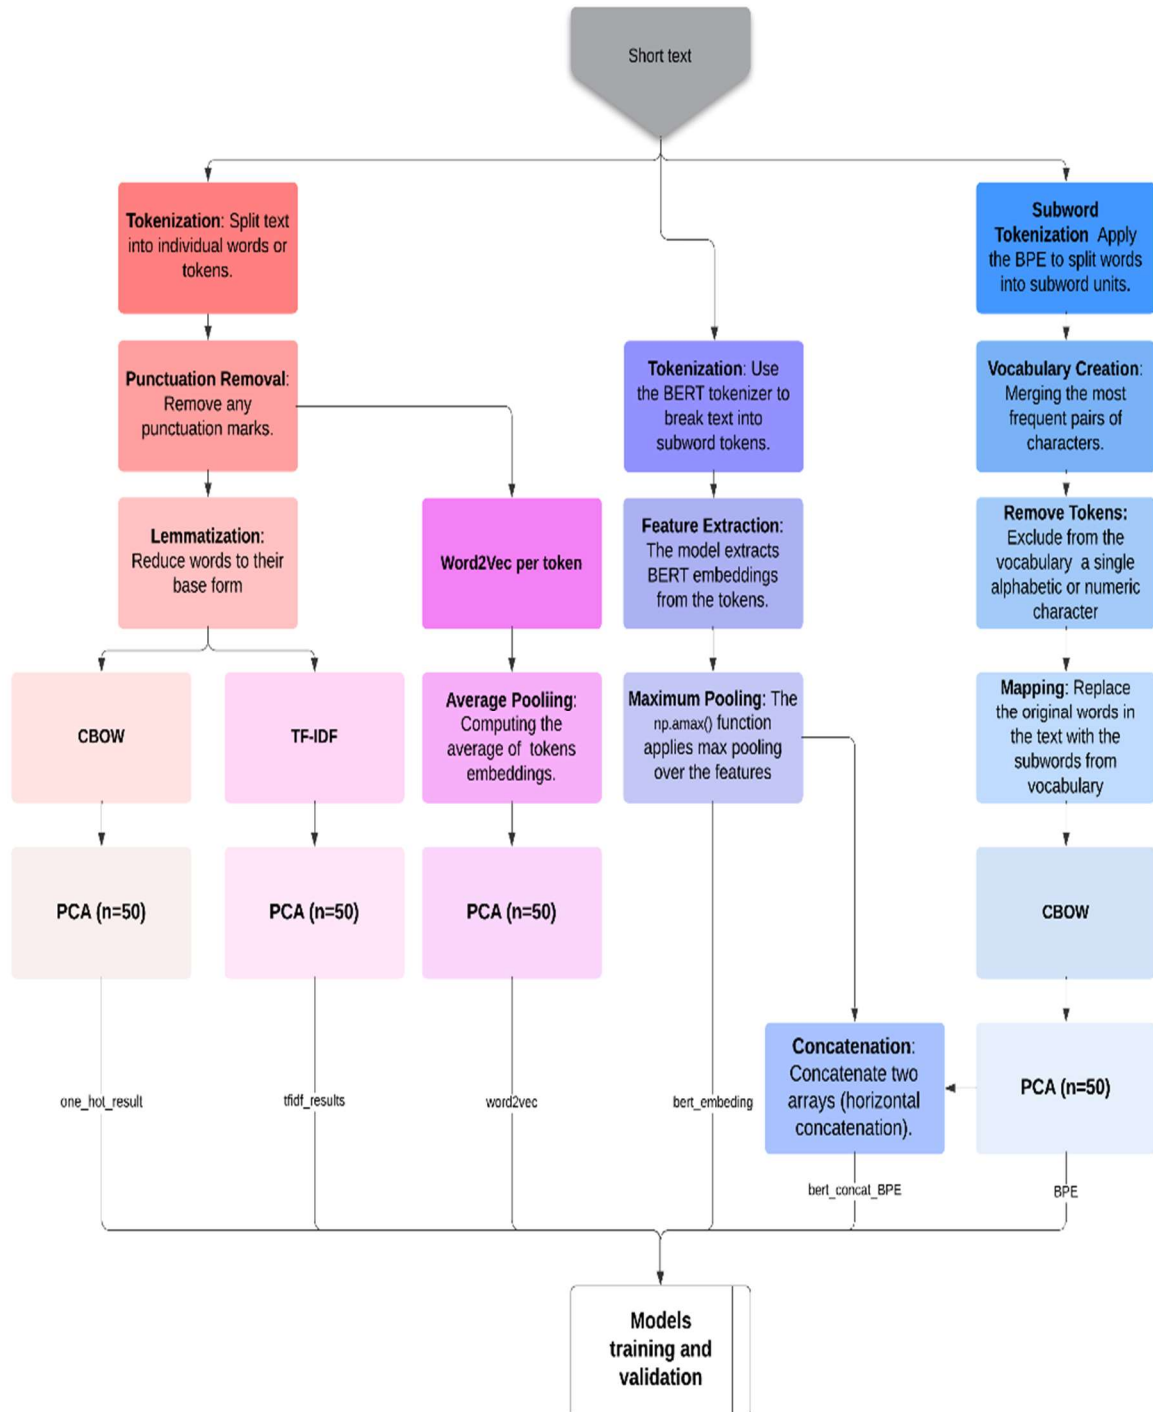 Short text
Tokenization: Split text
into individual words or
tokens.
Punctuation Removal:
Remove any
punctuation marks.
Lemmatization:
Reduce words to their
base form
CBOW
PCA (n=50)
one_hot_result
TF-IDF
PCA (n=50)
tfidf_results
Word2Vec per token
Average Pooliing:
Computing the
average of tokens
embeddings.
PCA (n=50)
word2vec
Tokenization: Use
the BERT tokenizer to
break text into
subword tokens.
Feature Extraction:
The model extracts
BERT embeddings
from the tokens.
Maximum Pooling: The
np.amax() function
applies max pooling
over the features
bert_embeding
Subword
Tokenization Apply
the BPE to split words
into subword units.
Vocabulary Creation:
Merging the most
frequent pairs of
characters.
Remove Tokens:
Exclude from the
vocabulary a single
alphabetic or numeric
character
Mapping: Replace
the original words in
the text with the
subwords from
vocabulary
CBOW
PCA (n=50)
BPE
Concatenation:
Concatenate two
arrays (horizontal
concatenation).
bert_concat_BPE
Models
training and
validation